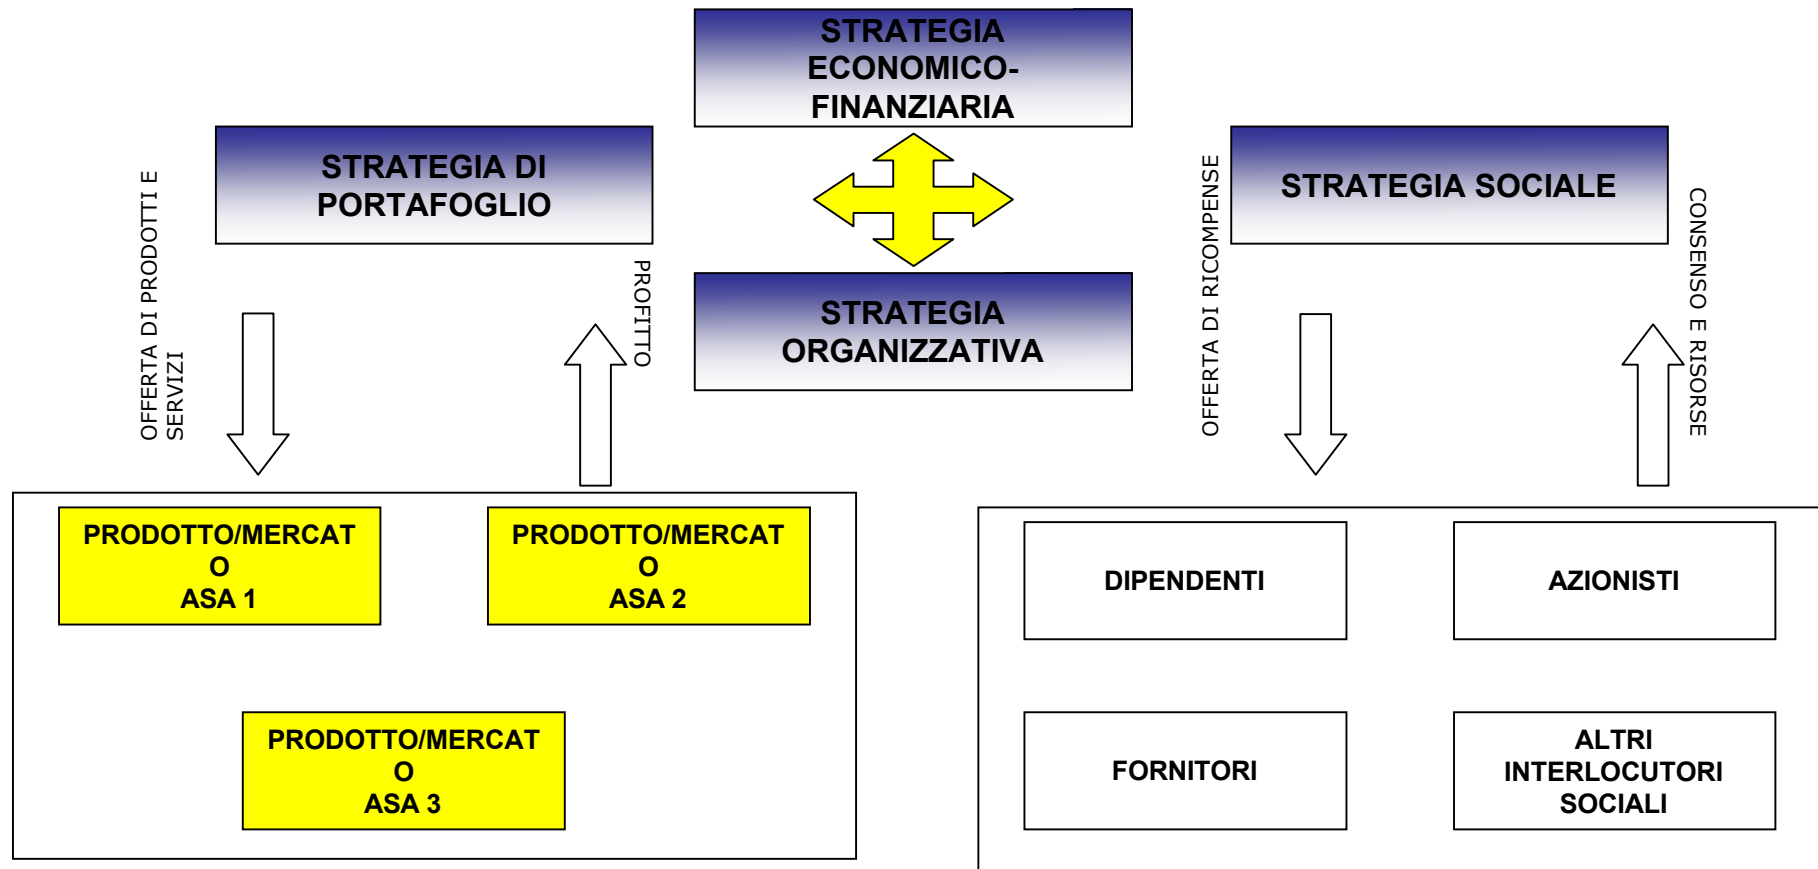 STRATEGIA
ECONOMICO-
FINANZIARIA
STRATEGIA DI
PORTAFOGLIO
STRATEGIA SOCIALE
OFFERTA DI PRODOTTI E
SERVIZI
PROFITTO
STRATEGIA
ORGANIZZATIVA
OFFERTA DI RICOMPENSE
CONSENSO E RISORSE
PRODOTTO/MERCAT
O
ASA 1
PRODOTTO/MERCAT
O
ASA 2
PRODOTTO/MERCAT
O
ASA 3
DIPENDENTI
AZIONISTI
FORNITORI
ALTRI
INTERLOCUTORI
SOCIALI